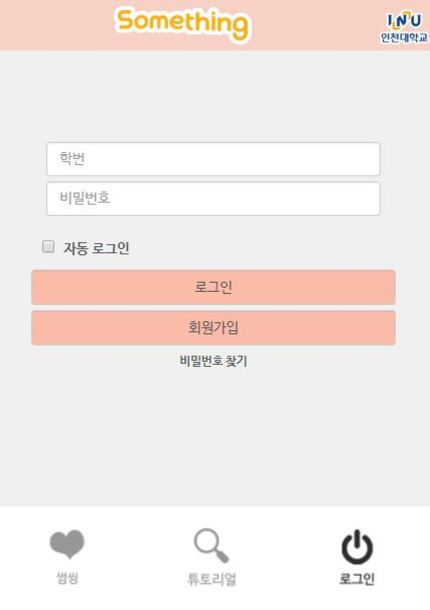 Something
INU
인천대학교
학번
비밀번호
자동 로그인
로그인
회원가입
비밀번호 찾기
썸씽
튜토리얼
로그인